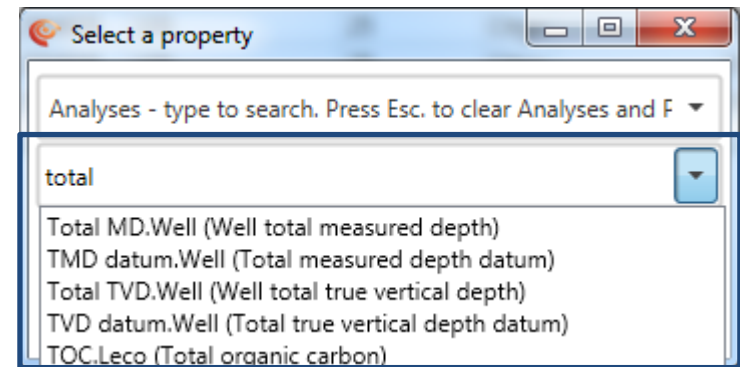 Select a property
Analyses - type to search. Press Esc. to clear Analyses and
total
Total MD.Well (Well total measured depth)
TMD datum.Well (Total measured depth datum)
Total TVD.Well (Well total true vertical depth)
TVD datum.Well (Total true vertical depth datum)
TOC.Leco (Total organic carbon)